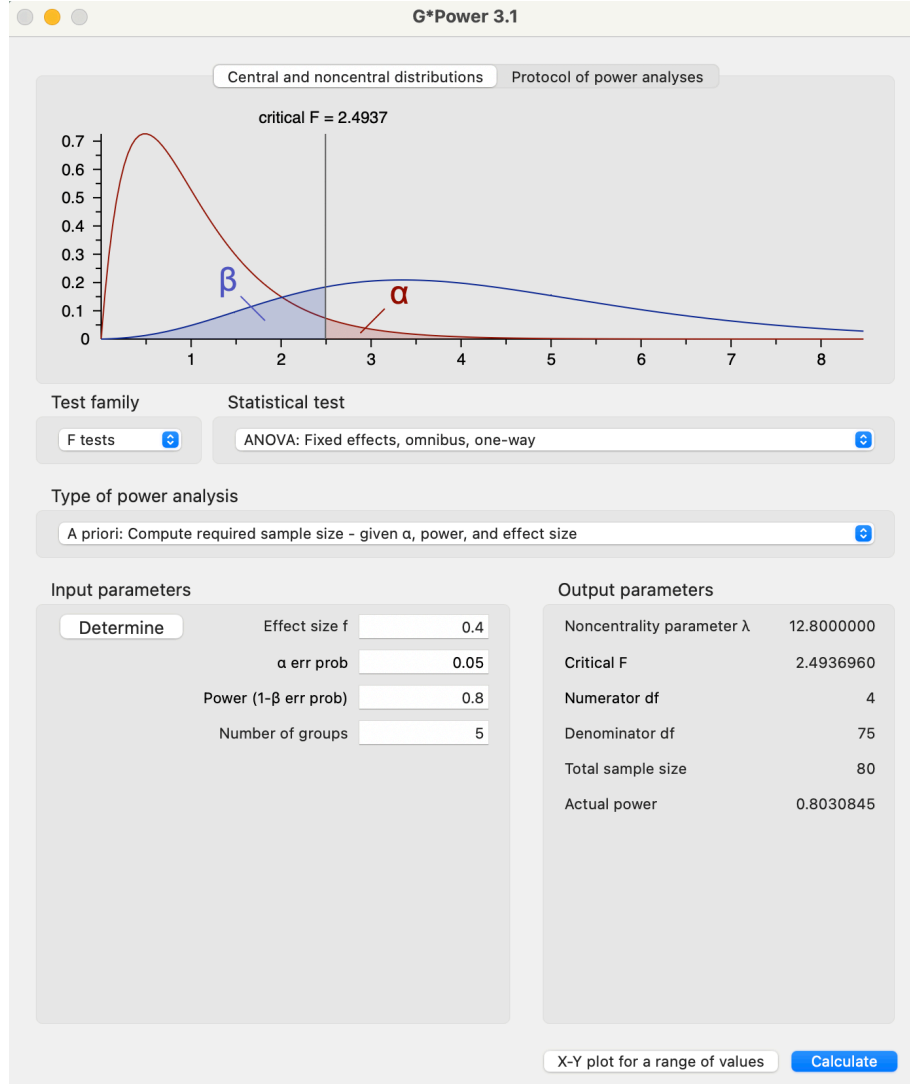 G*Power 3.1
Central and noncentral distributions Protocol of power analyses
critical F = 2.4937
0.7
0.6
0.5
0.4
0.3
0.2
0.1
0
β
α
1 2 3 4 5 6 7 8
Test family Statistical test
F tests ANOVA: Fixed effects, omnibus, one-way
Type of power analysis
A priori: Compute required sample size - given α, power, and effect size
Input parameters
Determine
Effect size f 0.4
α err prob 0.05
Power (1-β err prob) 0.8
Number of groups 5
Output parameters
Noncentrality parameter λ 12.8000000
Critical F 2.4936960
Numerator df 4
Denominator df 75
Total sample size 80
Actual power 0.8030845
X-Y plot for a range of values Calculate